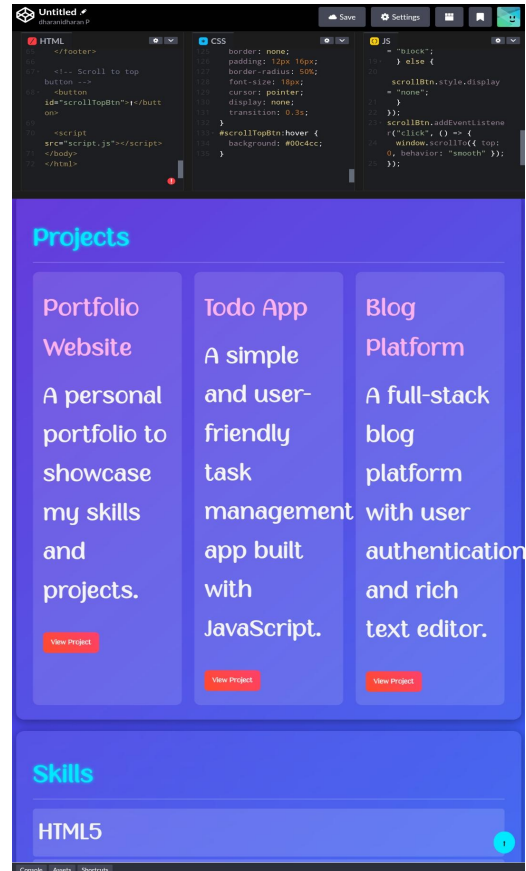 Untitled
dharanidharan P
Save
Settings
HTML
</footer>
<!-- Scroll to top
button -->
<button
id="scrollTopBtn">↑</butt
on>
<script
src="script.js"></script>
</body>
</html>
CSS
border: none;
padding: 12px 16px;
border-radius: 50%;
font-size: 18px;
cursor: pointer;
display: none;
transition: 0.3s;
}
#scrollTopBtn:hover {
background: #00c4cc;
}
JS
= "block";
} else {
scrollBtn.style.display
= "none";
}
});
scrollBtn.addEventListene
r("click", () => {
window.scrollTo({ top:
0, behavior: "smooth" });
});
Projects
Portfolio
Website
A personal
portfolio to
showcase
my skills
and
projects.
View Project
Todo App
A simple
and user-
friendly
task
management
app built
with
JavaScript.
View Project
Blog
Platform
A full-stack
blog
platform
with user
authentication
and rich
text editor.
View Project
Skills
HTML5
↑
Console Assets Shortcuts